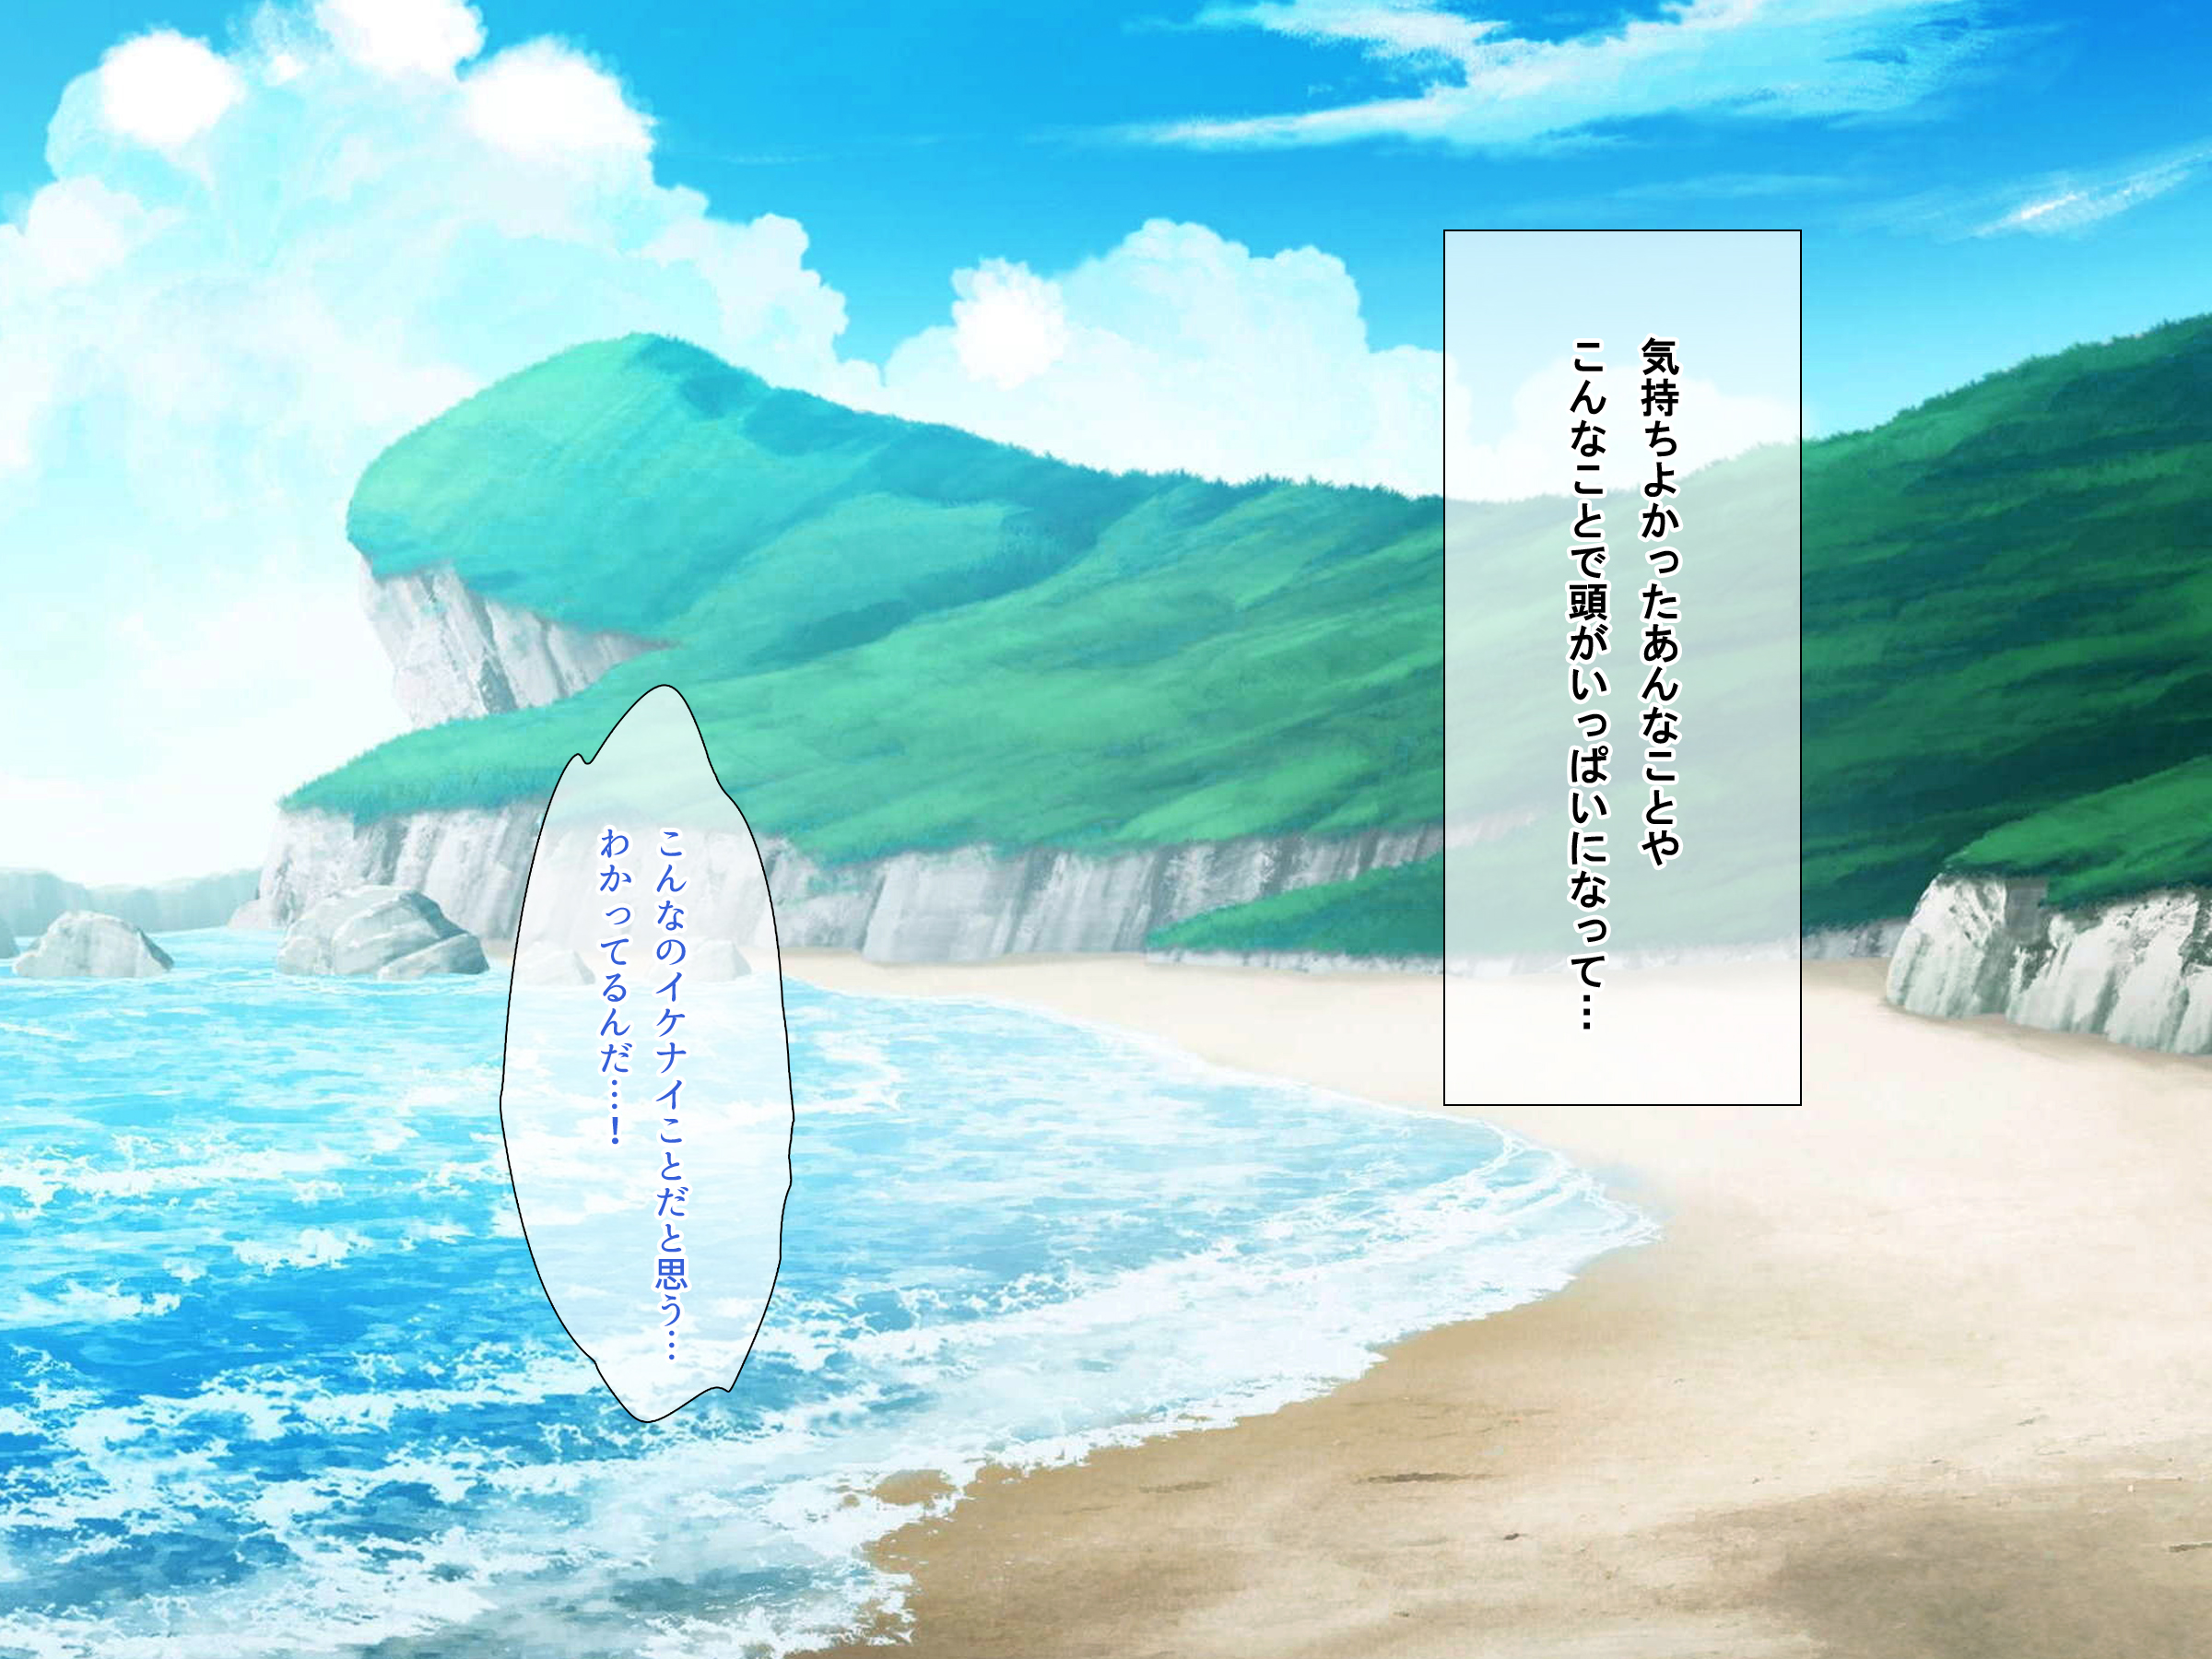 気持ちよかったあんなことや
こんなことで頭がいっぱいになって…
こんなのイケナイことだと思う…
わかってるんだ…！